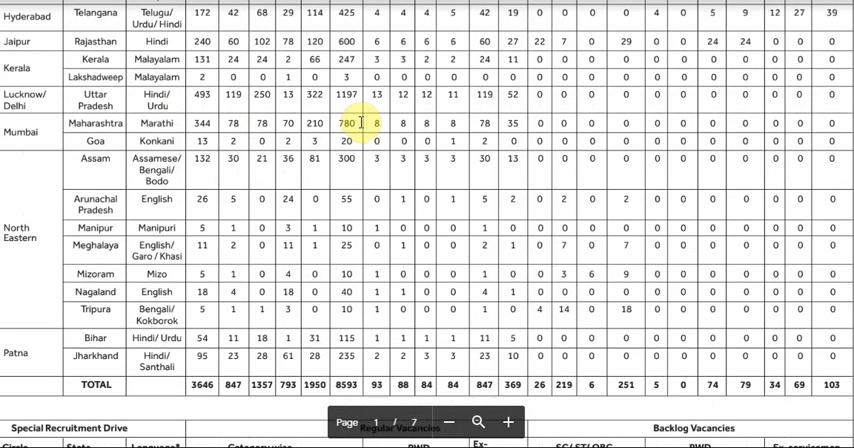 Hyderabad Telangana Telugu/ Urdu/ Hindi 172 42 68 29 114 425 4 4 4 5 42 19 0 0 0 0 4 0 5 9 12 27 39
Jaipur Rajasthan Hindi 240 60 102 78 120 600 6 6 6 6 60 27 22 7 0 29 0 0 24 24 0 0 0
Kerala Kerala Malayalam 131 24 24 2 66 247 3 3 2 2 24 11 0 0 0 0 0 0 0 0 0 0 0
Lakshadweep Malayalam 2 0 0 1 0 3 0 0 0 0 0 0 0 0 0 0 0 0 0 0 0 0 0
Lucknow/ Delhi Uttar Pradesh Hindi/ Urdu 493 119 250 13 322 1197 13 12 12 11 119 52 0 0 0 0 0 0 0 0 0 0 0
Mumbai Maharashtra Marathi 344 78 78 70 210 780 8 8 8 8 78 35 0 0 0 0 0 0 0 0 0 0 0
Goa Konkani 13 2 0 2 3 20 0 0 0 1 2 0 0 0 0 0 0 0 0 0 0 0 0
North Eastern Assam Assamese/ Bengali/ Bodo 132 30 21 36 81 300 3 3 3 3 30 13 0 0 0 0 0 0 0 0 0 0 0
Arunachal Pradesh English 26 5 0 24 0 55 0 1 0 1 5 2 0 2 0 2 0 0 0 0 0 0 0
Manipur Manipuri 5 1 0 3 1 10 1 0 0 0 1 0 0 0 0 0 0 0 0 0 0 0 0
Meghalaya English/ Garo / Khasi 11 2 0 11 1 25 0 1 0 0 2 1 0 7 0 7 0 0 0 0 0 0 0
Mizoram Mizo 5 1 0 4 0 10 1 0 0 0 1 0 0 3 6 9 0 0 0 0 0 0 0
Nagaland English 18 4 0 18 0 40 1 1 0 0 4 1 0 0 0 0 0 0 0 0 0 0 0
Tripura Bengali/ Kokborok 5 1 1 3 0 10 1 0 0 0 1 0 4 14 0 18 0 0 0 0 0 0 0
Patna Bihar Hindi/ Urdu 54 11 18 1 31 115 1 1 1 1 11 5 0 0 0 0 0 0 0 0 0 0 0
Jharkhand Hindi/ Santhali 95 23 28 61 28 235 2 2 3 3 23 10 0 0 0 0 0 0 0 0 0 0 0
TOTAL 3646 847 1357 793 1950 8593 93 88 84 84 847 369 26 219 6 251 5 0 74 79 34 69 103
Page 1 / 7
Special Recruitment Drive Regular Vacancies Backlog Vacancies
Circle State Language* Category wise PWD Ex- SC/ ST/ OBC PWD Ex-servicemen